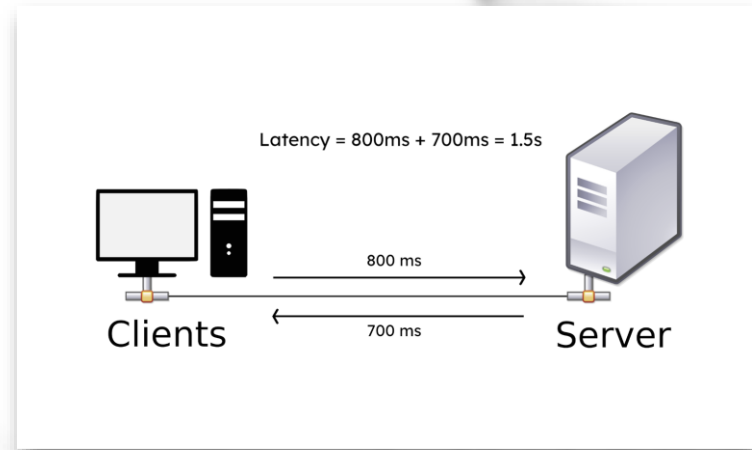 Latency = 800ms + 700ms = 1.5s
800 ms
700 ms
Clients
Server